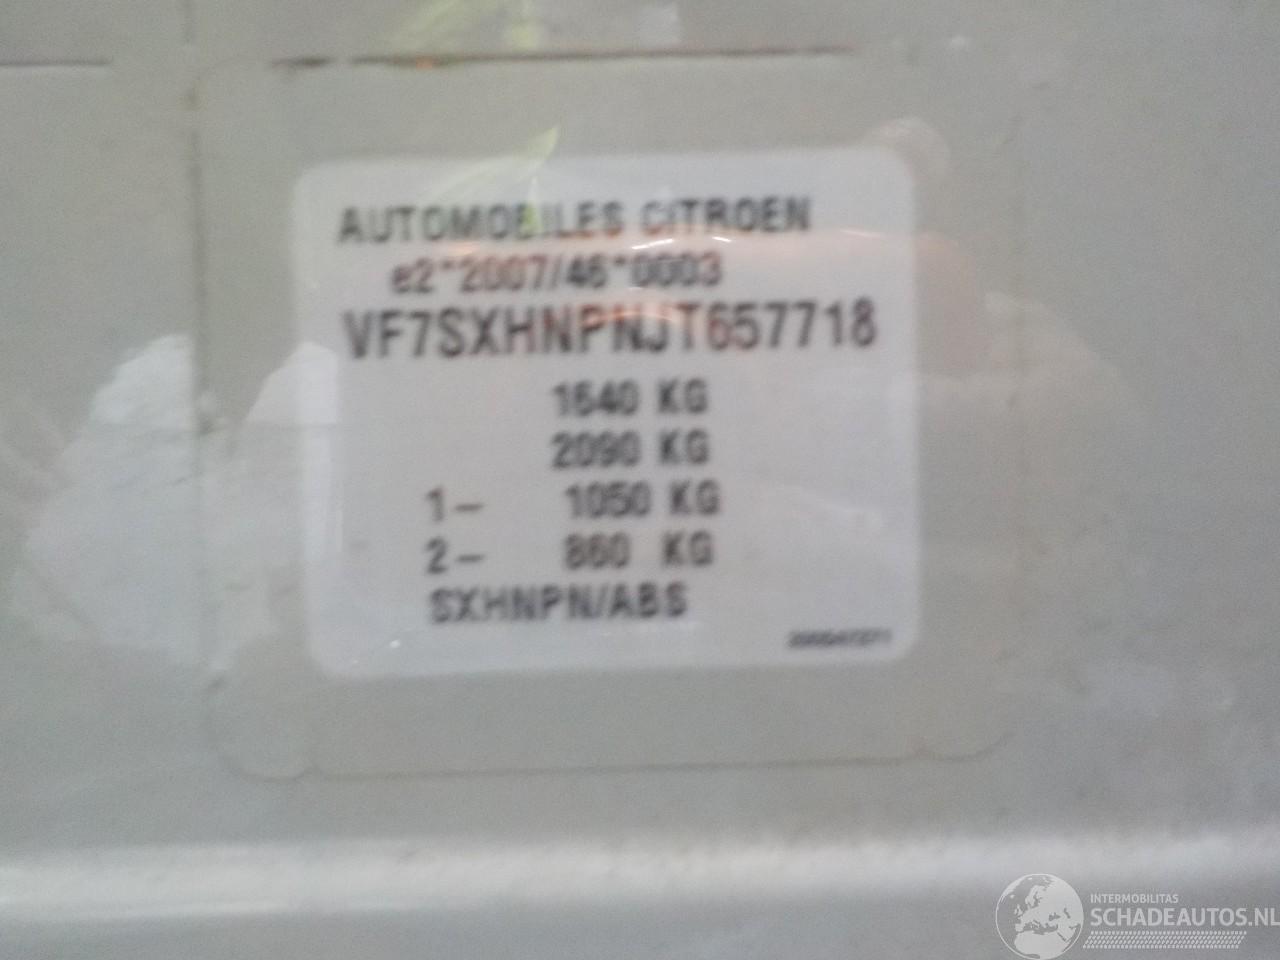 AUTOMOBILES CITROEN
e2*2007/46*0003
VF7SXHNPNJT657718
1640 KG
2090 KG
1- 1050 KG
2- 860 KG
SXHNPN/ABS
INTERMOBILITAS
SCHADEAUTOS.NL